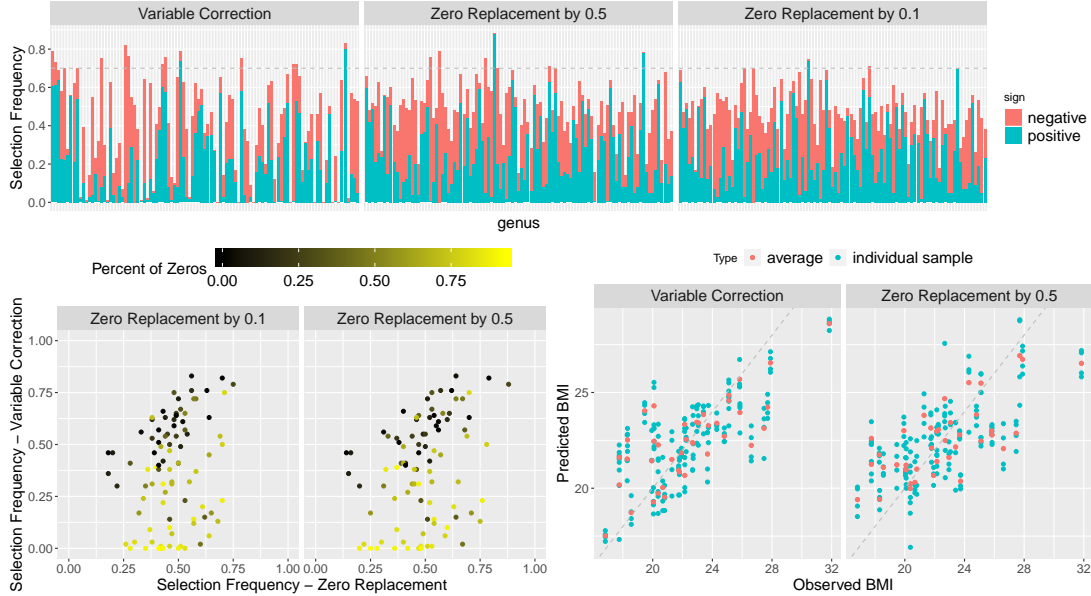 Variable Correction
Zero Replacement by 0.5
Zero Replacement by 0.1
Selection Frequency
0.8
0.6
0.4
0.2
0.0
genus
sign
negative
positive
Percent of Zeros
0.00
0.25
0.50
0.75
Zero Replacement by 0.1
Zero Replacement by 0.5
Selection Frequency − Variable Correction
1.00
0.75
0.50
0.25
0.00
0.00
0.25
0.50
0.75
1.00
0.00
0.25
0.50
0.75
1.00
Selection Frequency − Zero Replacement
Type
average
individual sample
Variable Correction
Zero Replacement by 0.5
Predicted BMI
25
20
20
24
28
32
20
24
28
32
Observed BMI